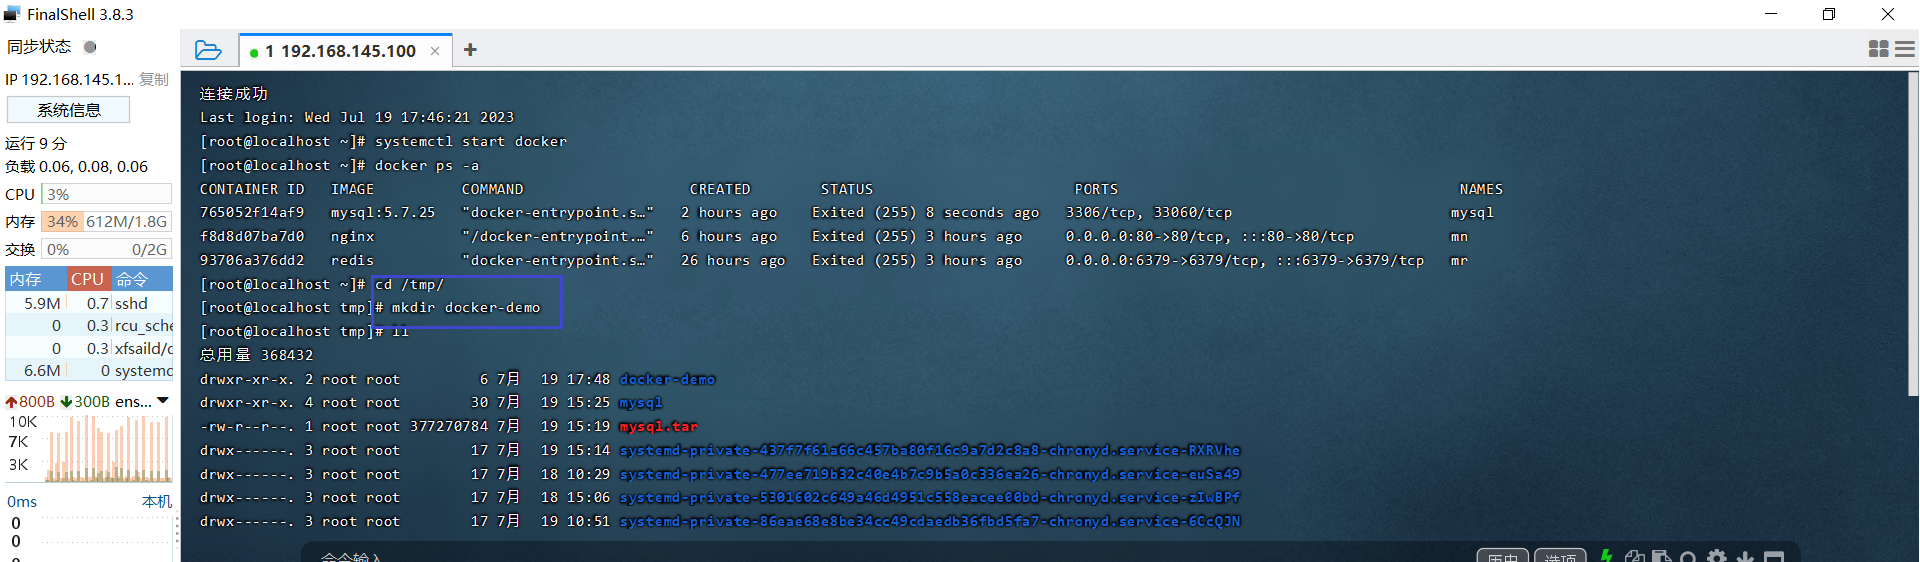 FinalShell 3.8.3
同步状态
IP 192.168.145.1... 复制
系统信息
运行 9 分
负载 0.06, 0.08, 0.06
CPU 3%
内存 34% 612M/1.8G
交换 0% 0/2G
内存 CPU 命令
5.9M 0.7 sshd
0 0.3 rcu_sche
0 0.3 xfsaild/d
6.6M 0 systemd
800B 300B ens...
10K
7K
3K
0ms 本机
0
0
1 192.168.145.100
连接成功
Last login: Wed Jul 19 17:46:21 2023
[root@localhost ~]# systemctl start docker
[root@localhost ~]# docker ps -a
CONTAINER ID IMAGE COMMAND CREATED STATUS PORTS NAMES
765052f14af9 mysql:5.7.25 "docker-entrypoint.s…" 2 hours ago Exited (255) 8 seconds ago 3306/tcp, 33060/tcp mysql
f8d8d07ba7d0 nginx "/docker-entrypoint.…" 6 hours ago Exited (255) 3 hours ago 0.0.0.0:80->80/tcp, :::80->80/tcp mn
93706a376dd2 redis "docker-entrypoint.s…" 26 hours ago Exited (255) 3 hours ago 0.0.0.0:6379->6379/tcp, :::6379->6379/tcp mr
[root@localhost ~]# cd /tmp/
[root@localhost tmp]# mkdir docker-demo
[root@localhost tmp]# ll
总用量 368432
drwxr-xr-x. 2 root root 6 7月 19 17:48 docker-demo
drwxr-xr-x. 4 root root 30 7月 19 15:25 mysql
-rw-r--r--. 1 root root 377270784 7月 19 15:19 mysql.tar
drwx------. 3 root root 17 7月 19 15:14 systemd-private-437f7f61a66c457ba80f16c9a7d2c8a8-chronyd.service-RXRVhe
drwx------. 3 root root 17 7月 18 10:29 systemd-private-477ee719b32c40e4b7c9b5a0c336ea26-chronyd.service-euSa49
drwx------. 3 root root 17 7月 18 15:06 systemd-private-5301602c649a46d4951c558eacee00bd-chronyd.service-zIwBPf
drwx------. 3 root root 17 7月 19 10:51 systemd-private-86eae68e8be34cc49cdaedb36fbd5fa7-chronyd.service-6CcQJN
命令输入
历史 选项